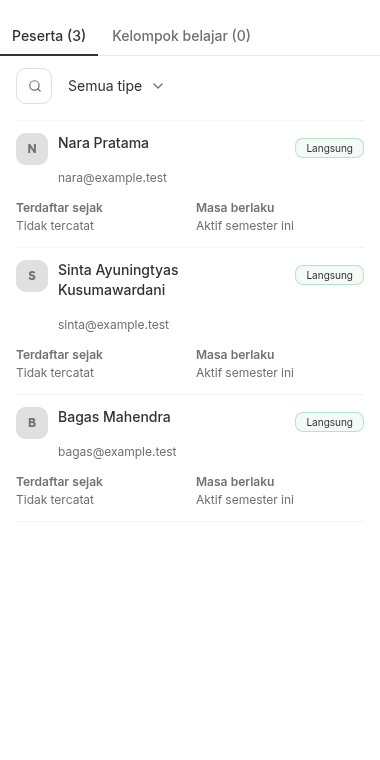 Peserta (3) Kelompok belajar (0)
Semua tipe
N Nara Pratama Langsung
nara@example.test
Terdaftar sejak Masa berlaku
Tidak tercatat Aktif semester ini
S Sinta Ayuningtyas Langsung
Kusumawardani
sinta@example.test
Terdaftar sejak Masa berlaku
Tidak tercatat Aktif semester ini
B Bagas Mahendra Langsung
bagas@example.test
Terdaftar sejak Masa berlaku
Tidak tercatat Aktif semester ini